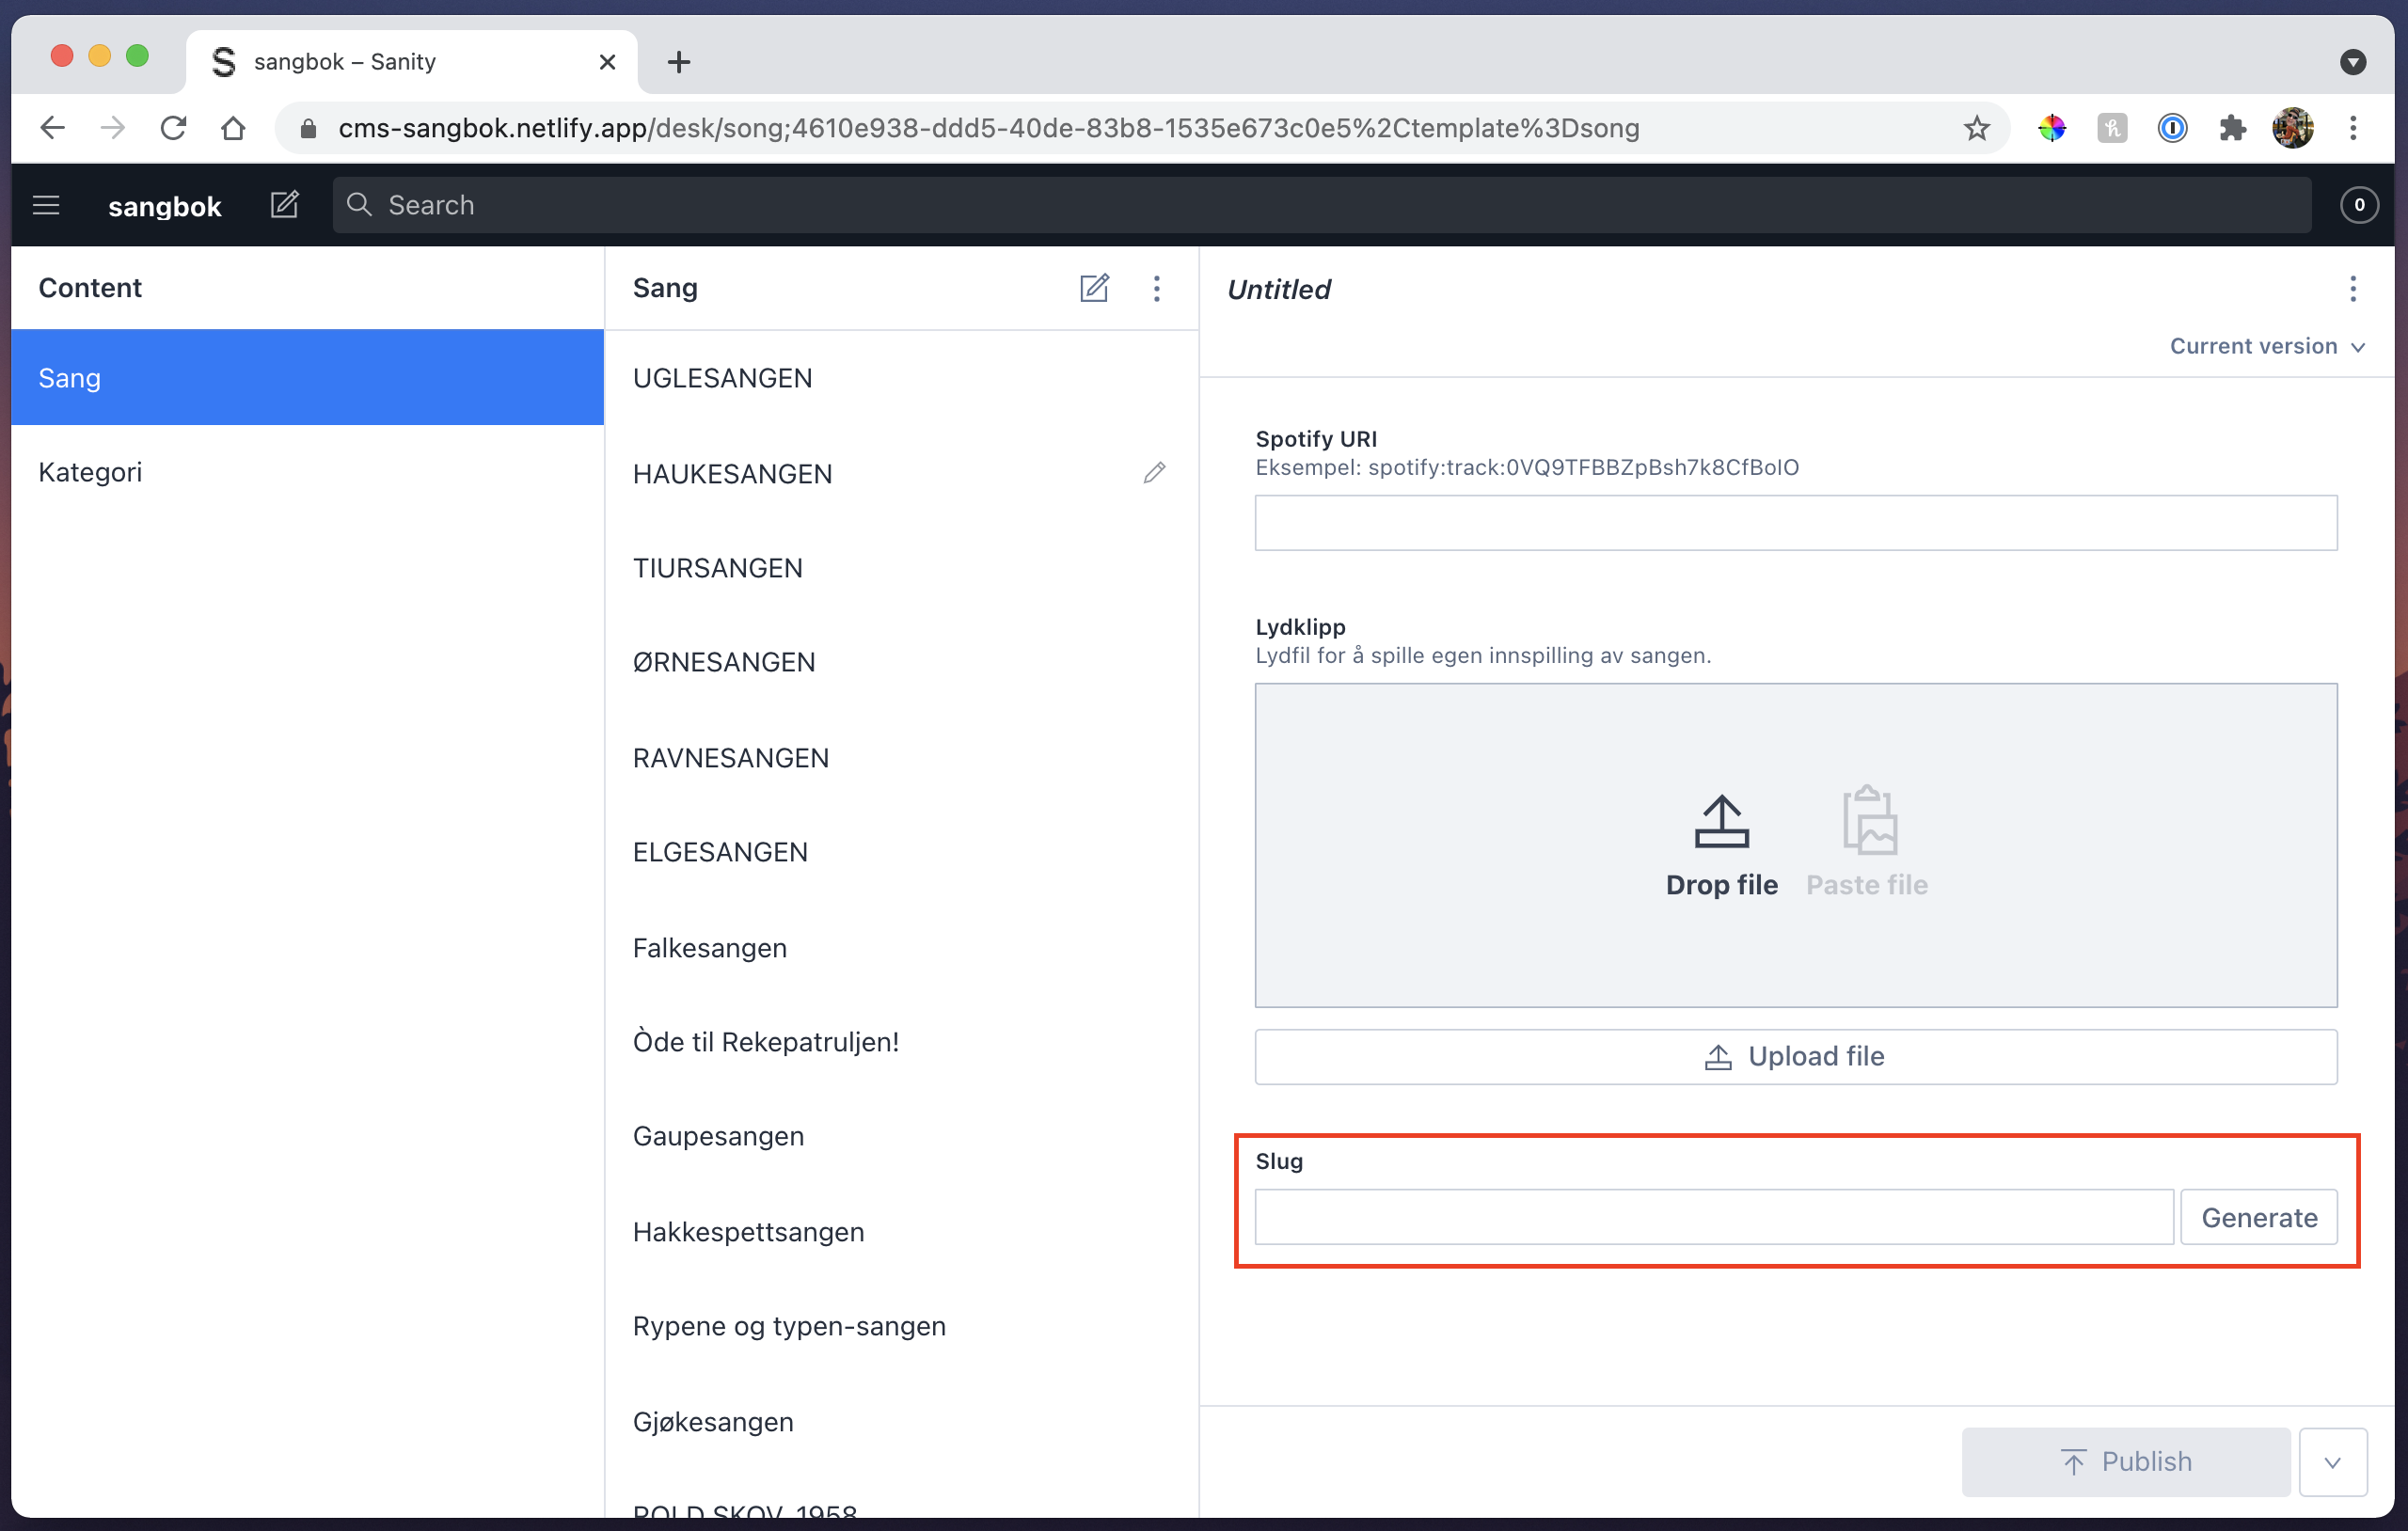 sangbok – Sanity
cms-sangbok.netlify.app/desk/song;4610e938-ddd5-40de-83b8-1535e673c0e5%2Ctemplate%3Dsong
sangbok
Search
0
Content
Sang
Kategori
Sang
UGLESANGEN
HAUKESANGEN
TIURSANGEN
ØRNESANGEN
RAVNESANGEN
ELGESANGEN
Falkesangen
Òde til Rekepatruljen!
Gaupesangen
Hakkespettsangen
Rypene og typen-sangen
Gjøkesangen
ROLD SKOV, 1958
Untitled
Current version
Spotify URI
Eksempel: spotify:track:0VQ9TFBBZpBsh7k8CfBoIO
Lydklipp
Lydfil for å spille egen innspilling av sangen.
Drop file
Paste file
Upload file
Slug
Generate
Publish